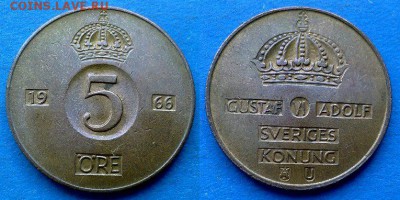 COINS.LAVE.RU
19 5 66
ÖRE
GUSTAF VI ADOLF
SVERIGES
KONUNG
U